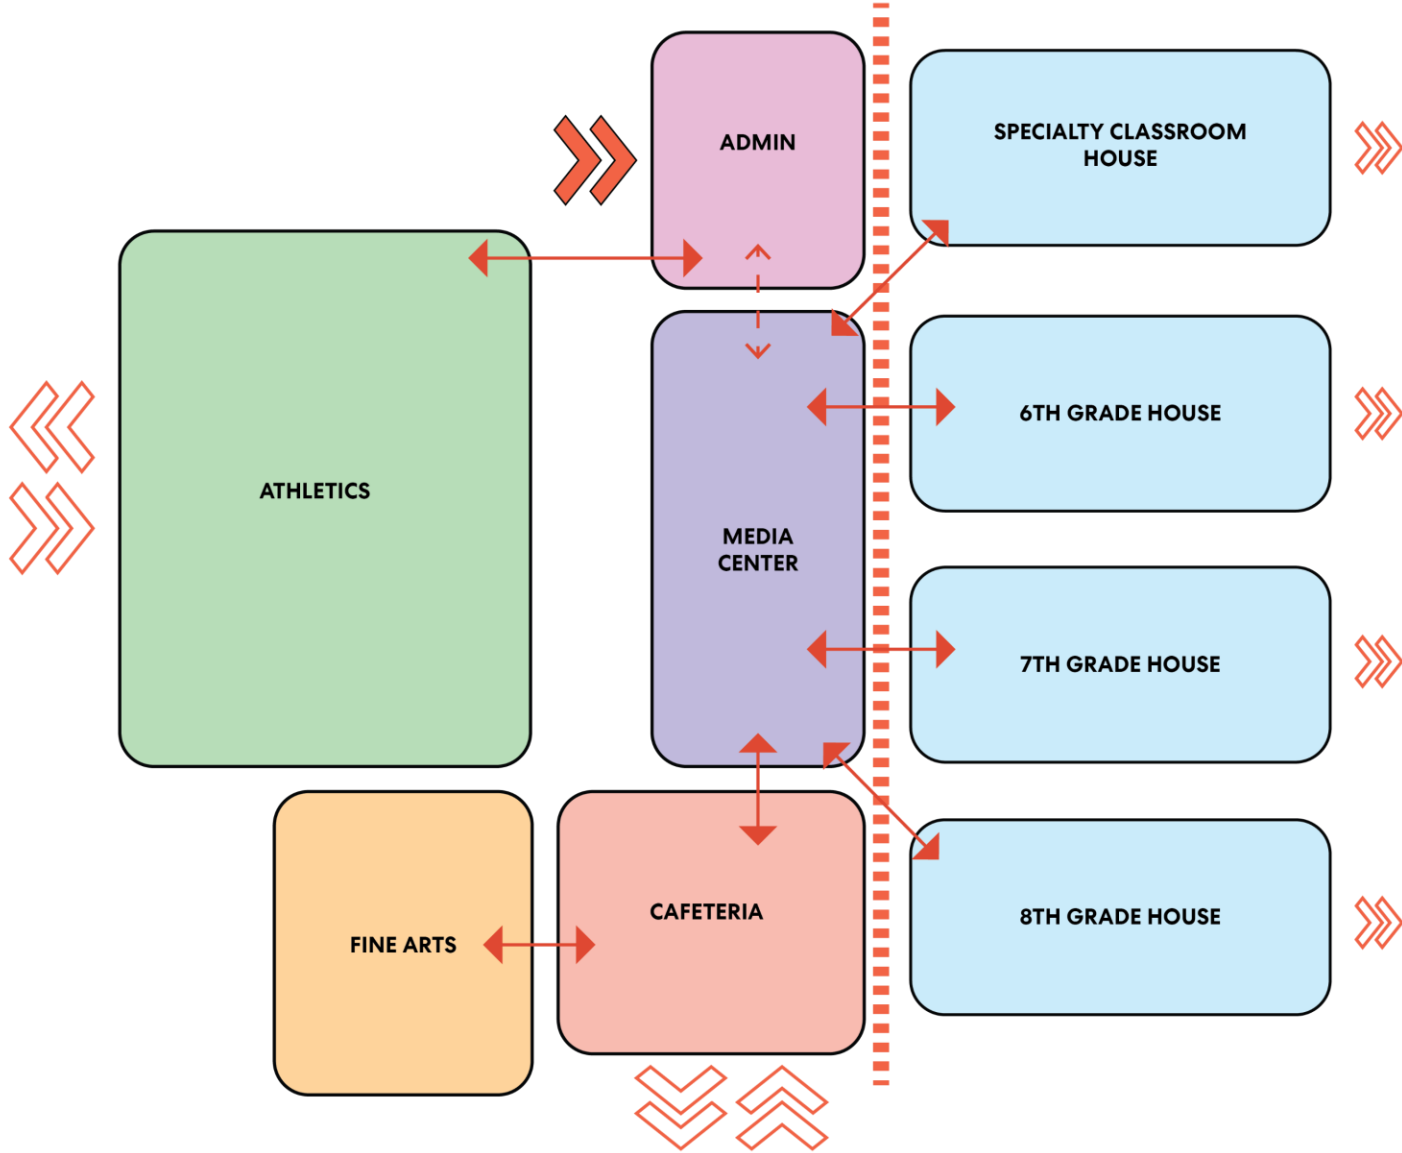 ADMIN
SPECIALTY CLASSROOM
HOUSE
6TH GRADE HOUSE
ATHLETICS
MEDIA
CENTER
7TH GRADE HOUSE
CAFETERIA
8TH GRADE HOUSE
FINE ARTS